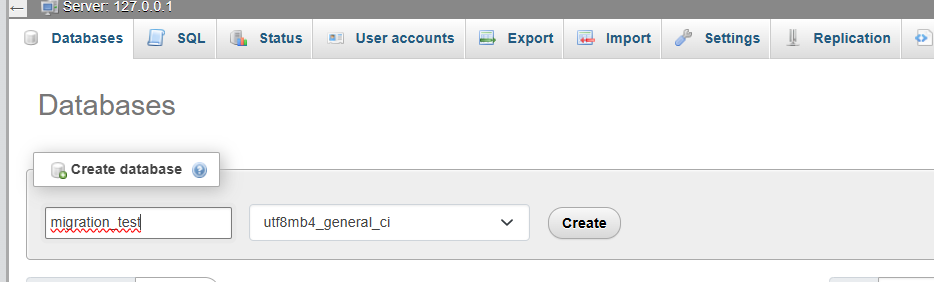 Server: 127.0.0.1
Databases SQL Status User accounts Export Import Settings Replication
Databases
Create database
migration_test utf8mb4_general_ci Create